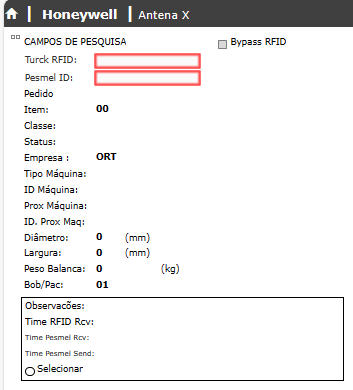 Honeywell | Antena X
CAMPOS DE PESQUISA Bypass RFID
Turck RFID:
Pesmel ID:
Pedido
Item: 00
Classe:
Status:
Empresa : ORT
Tipo Máquina:
ID Máquina:
Prox Máquina:
ID. Prox Maq:
Diâmetro: 0 (mm)
Largura: 0 (mm)
Peso Balanca: 0 (kg)
Bob/Pac: 01
Observacões:
Time RFID Rcv:
Time Pesmel Rcv:
Time Pesmel Send:
Selecionar